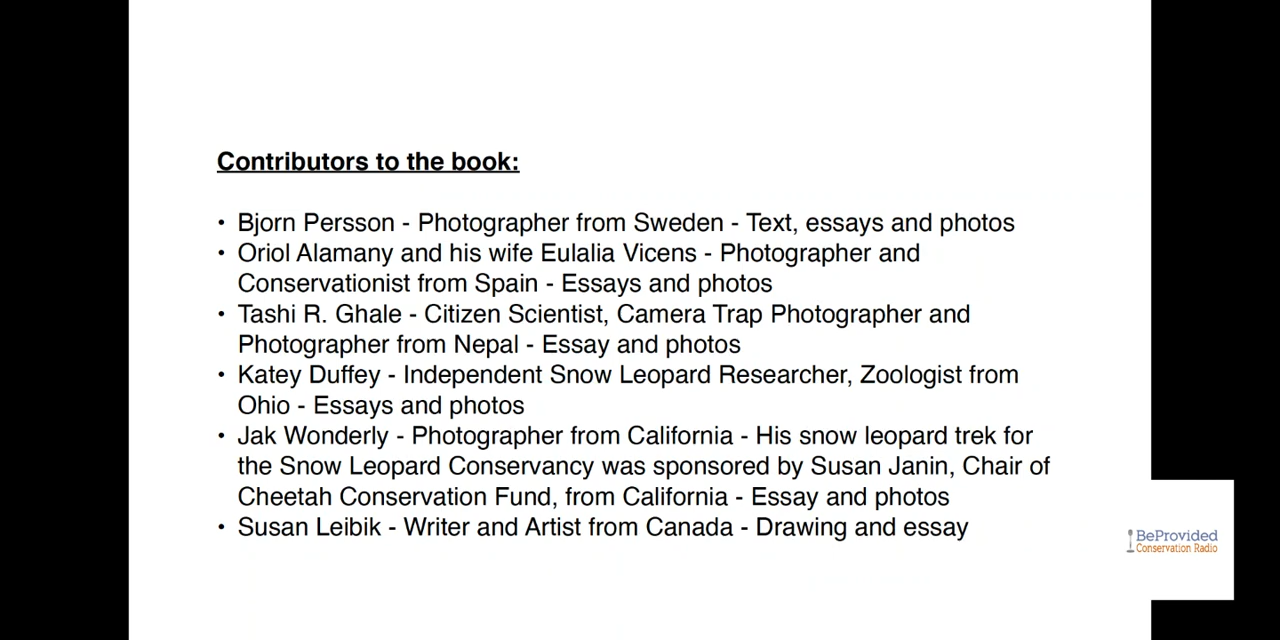 Contributors to the book:
• Bjorn Persson - Photographer from Sweden - Text, essays and photos
• Oriol Alamany and his wife Eulalia Vicens - Photographer and
Conservationist from Spain - Essays and photos
• Tashi R. Ghale - Citizen Scientist, Camera Trap Photographer and
Photographer from Nepal - Essay and photos
• Katey Duffey - Independent Snow Leopard Researcher, Zoologist from
Ohio - Essays and photos
• Jak Wonderly - Photographer from California - His snow leopard trek for
the Snow Leopard Conservancy was sponsored by Susan Janin, Chair of
Cheetah Conservation Fund, from California - Essay and photos
• Susan Leibik - Writer and Artist from Canada - Drawing and essay
BeProvided
Conservation Radio